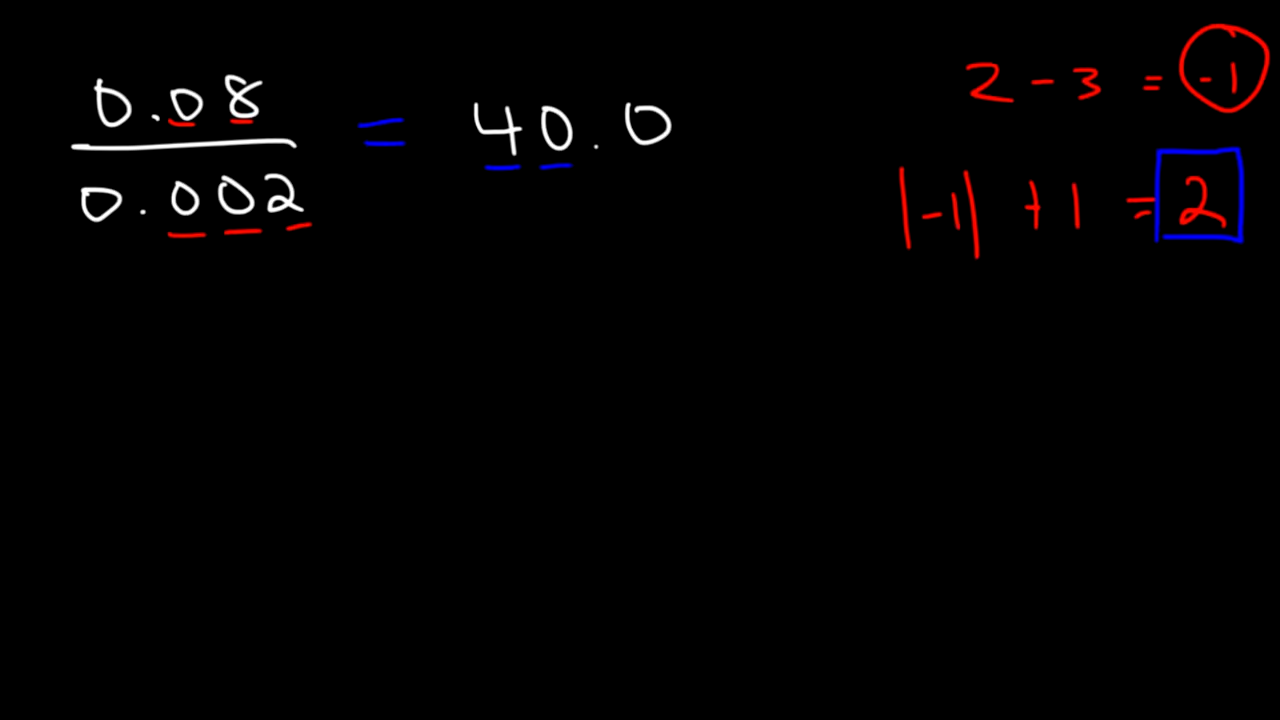 0.08 / 0.002 = 40.0
2 - 3 = -1
|-1| + 1 = 2